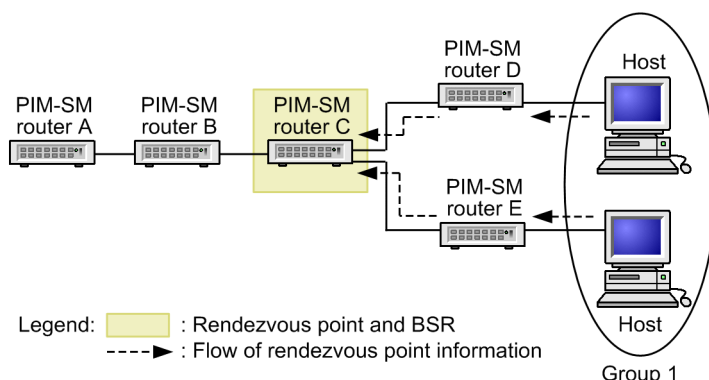 PIM-SM
router D
Host
PIM-SM
router A
PIM-SM
router B
PIM-SM
router C
PIM-SM
router E
Host
Legend:
: Rendezvous point and BSR
: Flow of rendezvous point information
Group 1